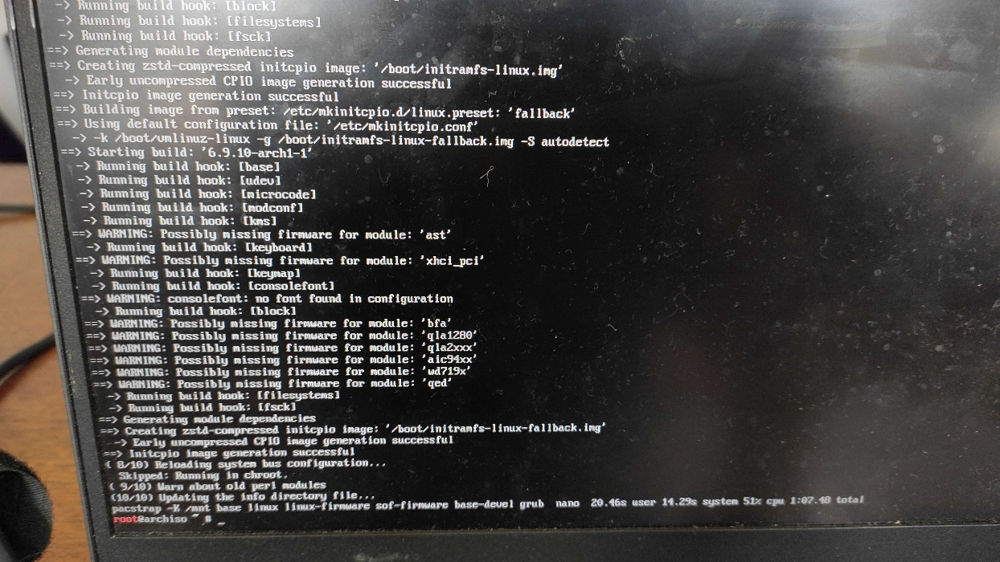 -> Running build hook: [block]
-> Running build hook: [filesystems]
-> Running build hook: [fsck]
==> Generating module dependencies
==> Creating zstd-compressed initcpio image: '/boot/initramfs-linux.img'
-> Early uncompressed CPIO image generation successful
==> Initcpio image generation successful
==> Building image from preset: /etc/mkinitcpio.d/linux.preset: 'fallback'
==> Using default configuration file: '/etc/mkinitcpio.conf'
-> -k /boot/vmlinuz-linux -g /boot/initramfs-linux-fallback.img -S autodetect
==> Starting build: '6.9.10-arch1-1'
-> Running build hook: [base]
-> Running build hook: [udev]
-> Running build hook: [microcode]
-> Running build hook: [modconf]
-> Running build hook: [kms]
==> WARNING: Possibly missing firmware for module: 'ast'
-> Running build hook: [keyboard]
==> WARNING: Possibly missing firmware for module: 'xhci_pci'
-> Running build hook: [keymap]
-> Running build hook: [consolefont]
==> WARNING: consolefont: no font found in configuration
-> Running build hook: [block]
==> WARNING: Possibly missing firmware for module: 'bfa'
==> WARNING: Possibly missing firmware for module: 'qla1280'
==> WARNING: Possibly missing firmware for module: 'qla2xxx'
==> WARNING: Possibly missing firmware for module: 'aic94xx'
==> WARNING: Possibly missing firmware for module: 'wd719x'
==> WARNING: Possibly missing firmware for module: 'qed'
-> Running build hook: [filesystems]
-> Running build hook: [fsck]
==> Generating module dependencies
==> Creating zstd-compressed initcpio image: '/boot/initramfs-linux-fallback.img'
-> Early uncompressed CPIO image generation successful
==> Initcpio image generation successful
( 8/10) Reloading system bus configuration...
Skipped: Running in chroot.
( 9/10) Warn about old perl modules
(10/10) Updating the info directory file...
pacstrap -K /mnt base linux linux-firmware sof-firmware base-devel grub  nano  20.46s user 14.29s system 51% cpu 1:07.48 total
root@archiso ~ # _